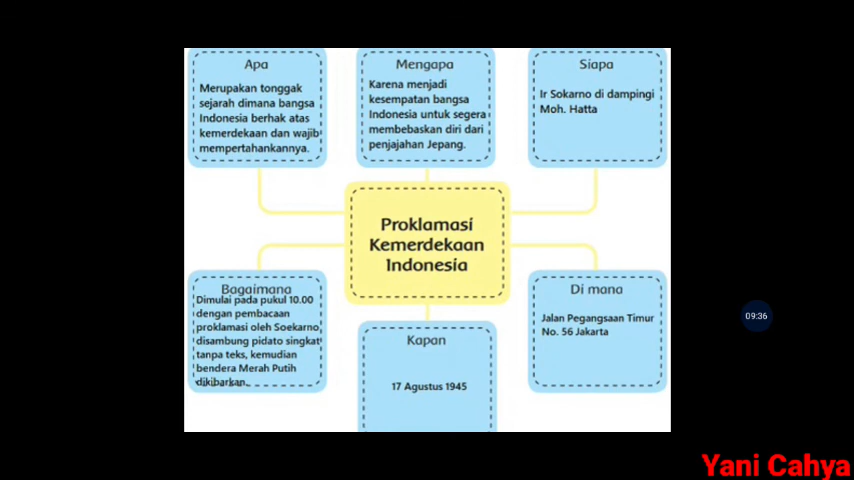 Apa
Merupakan tonggak
sejarah dimana bangsa
Indonesia berhak atas
kemerdekaan dan wajib
mempertahankannya.
Mengapa
Karena menjadi
kesempatan bangsa
Indonesia untuk segera
membebaskan diri dari
penjajahan Jepang.
Siapa
Ir Sokarno di dampingi
Moh. Hatta
Proklamasi
Kemerdekaan
Indonesia
Bagaimana
Dimulai pada pukul 10.00
dengan pembacaan
proklamasi oleh Soekarno,
disambung pidato singkat
tanpa teks, kemudian
bendera Merah Putih
dikibarkan.
Kapan
17 Agustus 1945
Di mana
Jalan Pegangsaan Timur
No. 56 Jakarta
09:36
Yani Cahya